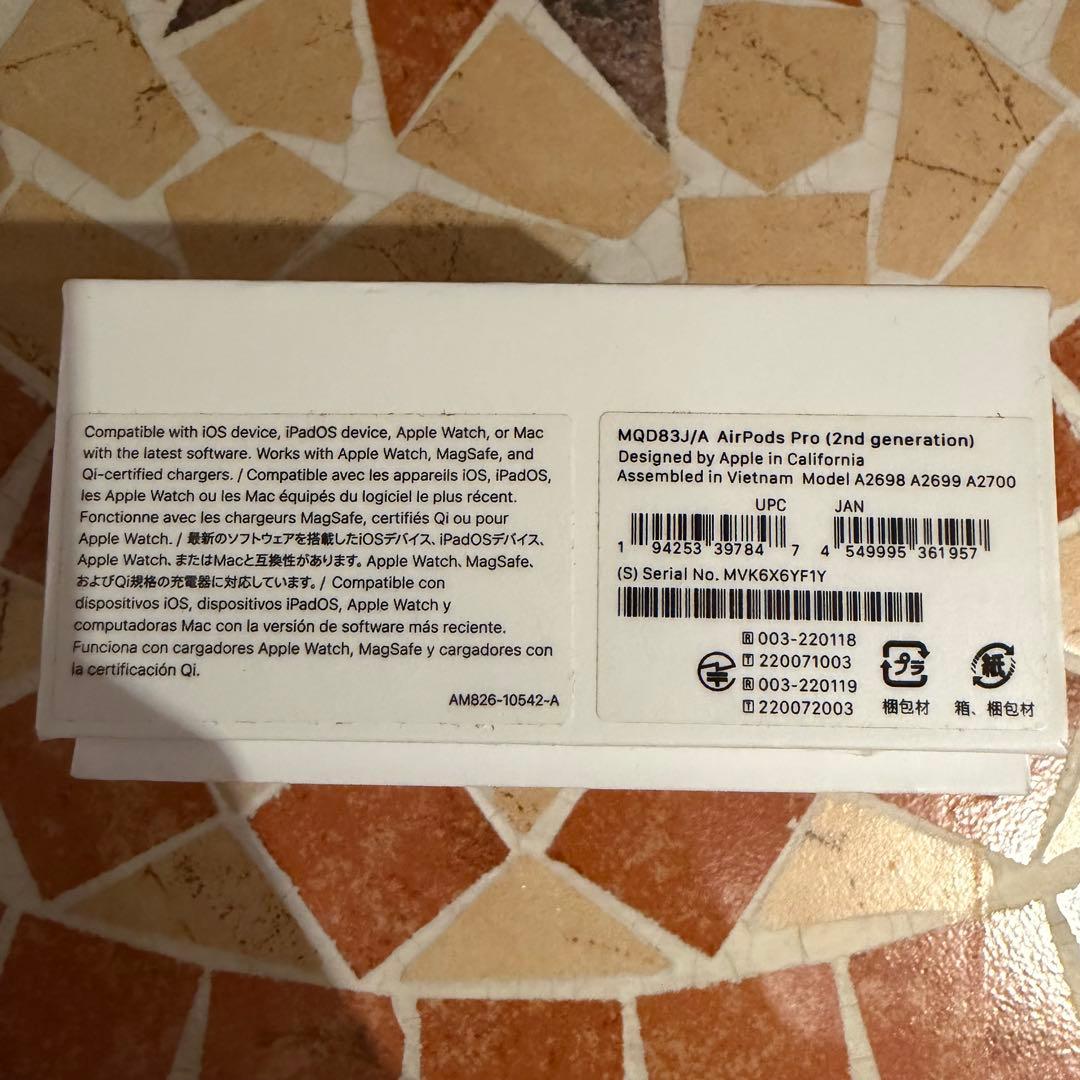 Compatible with iOS device, iPadOS device, Apple Watch, or Mac
with the latest software. Works with Apple Watch, MagSafe, and
Qi-certified chargers. / Compatible avec les appareils iOS, iPadOS,
les Apple Watch ou les Mac équipés du logiciel le plus récent.
Fonctionne avec les chargeurs MagSafe, certifiés Qi ou pour
Apple Watch. / 最新のソフトウェアを搭載したiOSデバイス、iPadOSデバイス、
Apple Watch、またはMacと互換性があります。Apple Watch、MagSafe、
およびQi規格の充電器に対応しています。/ Compatible con
dispositivos iOS, dispositivos iPadOS, Apple Watch y
computadoras Mac con la versión de software más reciente.
Funciona con cargadores Apple Watch, MagSafe y cargadores con
la certificación Qi.
AM826-10542-A
MQD83J/A AirPods Pro (2nd generation)
Designed by Apple in California
Assembled in Vietnam Model A2698 A2699 A2700
UPC JAN
1 94253 39784 7 4 549995 361957
(S) Serial No. MVK6X6YF1Y
R 003-220118
T 220071003
R 003-220119
T 220072003
プラ
梱包材
紙
箱、梱包材